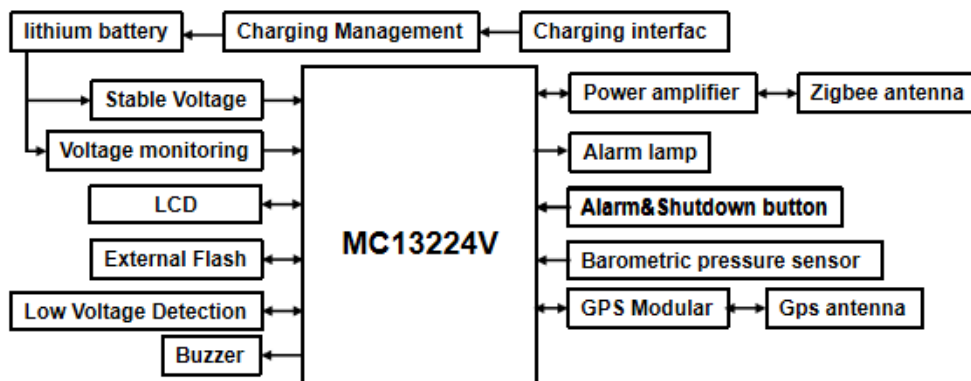 lithium battery
Charging Management
Charging interfac
Stable Voltage
Power amplifier
Zigbee antenna
Voltage monitoring
Alarm lamp
LCD
Alarm&Shutdown button
MC13224V
External Flash
Barometric pressure sensor
Low Voltage Detection
GPS Modular
Gps antenna
Buzzer